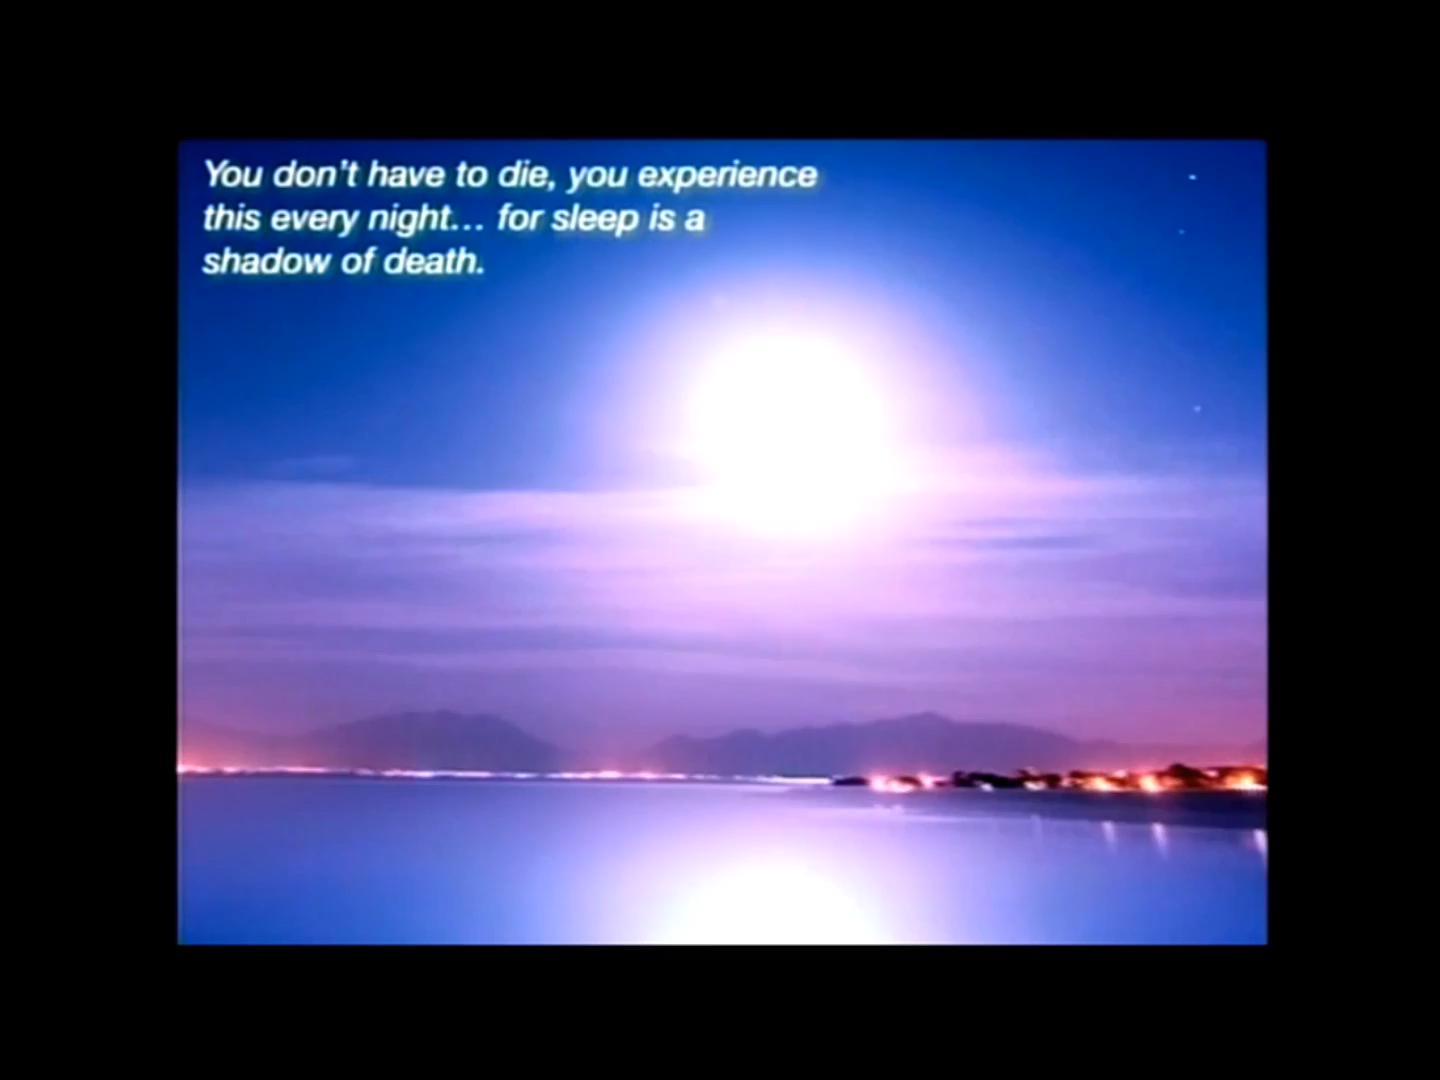 You don't have to die, you experience
this every night... for sleep is a
shadow of death.